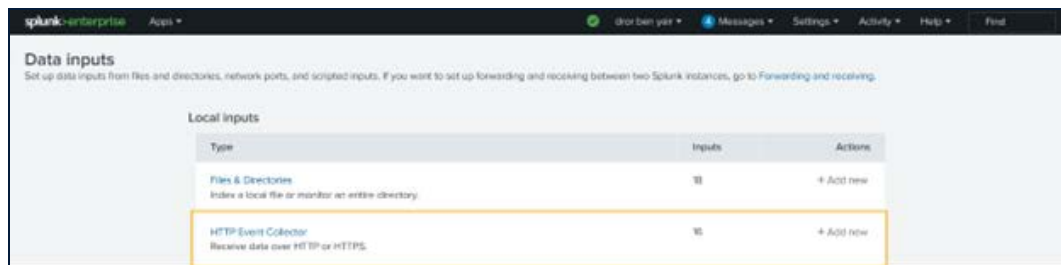 splunk>enterprise Apps ▾ dror ben yair ▾ 4 Messages ▾ Settings ▾ Activity ▾ Help ▾ Find
Data inputs
Set up data inputs from files and directories, network ports, and scripted inputs. If you want to set up forwarding and receiving between two Splunk instances, go to Forwarding and receiving.
Local inputs
Type Inputs Actions
Files & Directories 18 + Add new
Index a local file or monitor an entire directory.
HTTP Event Collector 16 + Add new
Receive data over HTTP or HTTPS.